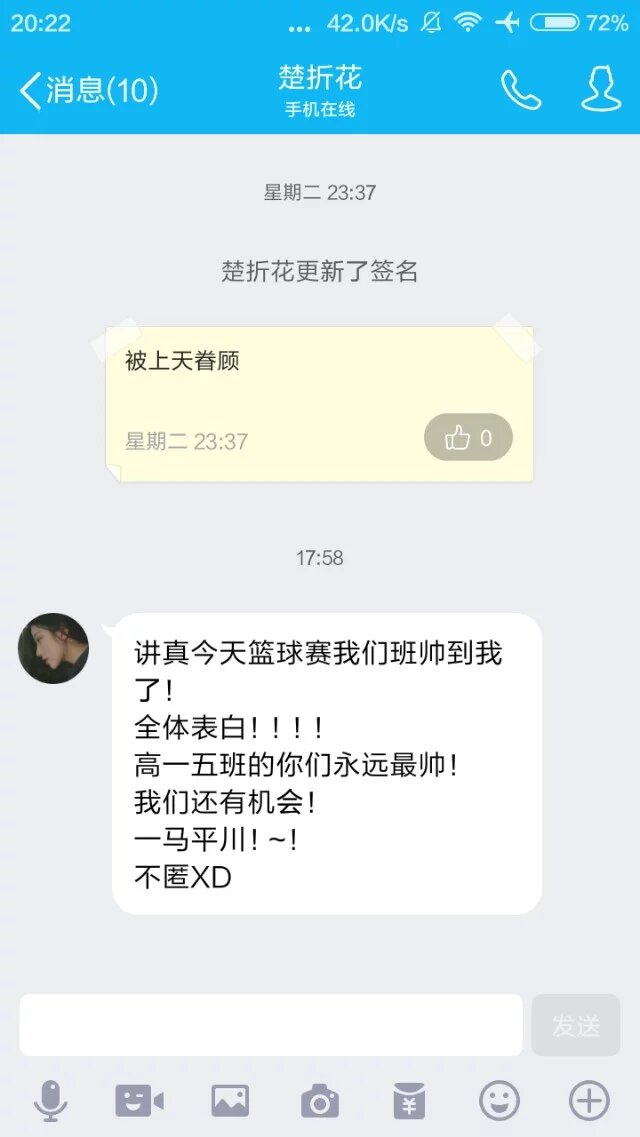 20:22 ... 42.0K/s 72%
消息(10) 楚折花
手机在线
星期二 23:37
楚折花更新了签名
被上天眷顾
星期二 23:37 0
17:58
讲真今天篮球赛我们班帅到我
了！
全体表白！！！！
高一五班的你们永远最帅！
我们还有机会！
一马平川！~！
不匿XD
发送
¥